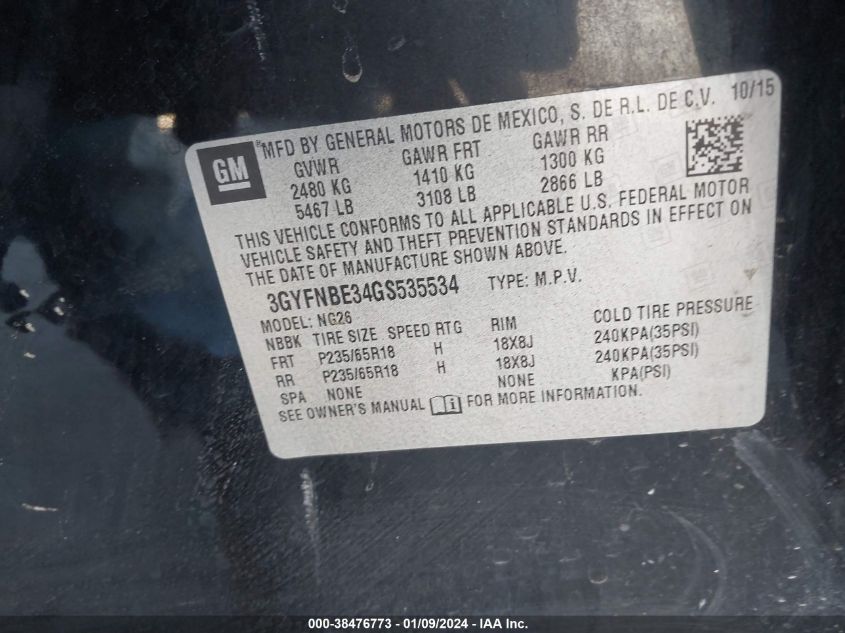 GM
MFD BY GENERAL MOTORS DE MEXICO, S. DE R.L. DE C.V. 10/15
GVWR GAWR FRT GAWR RR
2480 KG 1410 KG 1300 KG
5467 LB 3108 LB 2866 LB
THIS VEHICLE CONFORMS TO ALL APPLICABLE U.S. FEDERAL MOTOR
VEHICLE SAFETY AND THEFT PREVENTION STANDARDS IN EFFECT ON
THE DATE OF MANUFACTURE SHOWN ABOVE.
3GYFNBE34GS535534 TYPE: M.P.V.
MODEL: NG26
NBBK TIRE SIZE SPEED RTG RIM COLD TIRE PRESSURE
FRT P235/65R18 H 18X8J 240KPA(35PSI)
RR P235/65R18 H 18X8J 240KPA(35PSI)
SPA NONE NONE KPA(PSI)
SEE OWNER'S MANUAL FOR MORE INFORMATION.
000-38476773 - 01/09/2024 - IAA Inc.